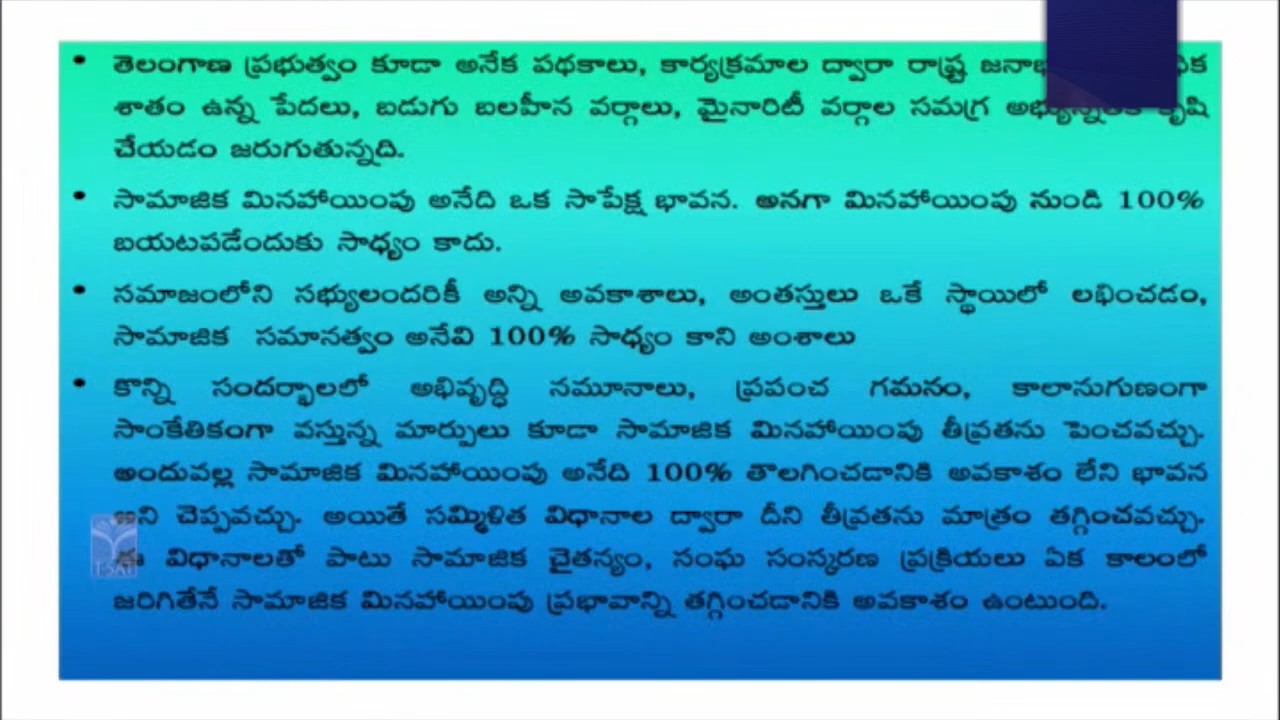 • తెలంగాణ ప్రభుత్వం కూడా అనేక పథకాలు, కార్యక్రమాల ద్వారా రాష్ట్ర
శాతం ఉన్న పేదలు, బడుగు బలహీన వర్గాలు, మైనారిటీ వర్గాల సమగ్ర అభ్యున్నతికి కృషి
చేయడం జరుగుతున్నది.
• సామాజిక మినహాయింపు అనేది ఒక సాపేక్ష భావన. అనగా మినహాయింపు నుండి 100%
బయటపడేందుకు సాధ్యం కాదు.
• సమాజంలోని సభ్యులందరికీ అన్ని అవకాశాలు, అంతస్తులు ఒకే స్థాయిలో లభించడం,
సామాజిక సమానత్వం అనేవి 100% సాధ్యం కాని అంశాలు
• కొన్ని సందర్భాలలో అభివృద్ధి నమూనాలు, ప్రపంచ గమనం, కాలానుగుణంగా
సాంకేతికంగా వస్తున్న మార్పులు కూడా సామాజిక మినహాయింపు తీవ్రతను పెంచవచ్చు.
అందువల్ల సామాజిక మినహాయింపు అనేది 100% తొలగించడానికి అవకాశం లేని భావన
అని చెప్పవచ్చు. అయితే సమ్మిళిత విధానాల ద్వారా దీని తీవ్రతను మాత్రం తగ్గించవచ్చు.
ఈ విధానాలతో పాటు సామాజిక చైతన్యం, సంఘ సంస్కరణ ప్రక్రియలు ఏక కాలంలో
జరిగితేనే సామాజిక మినహాయింపు ప్రభావాన్ని తగ్గించడానికి అవకాశం ఉంటుంది.
T-SAT